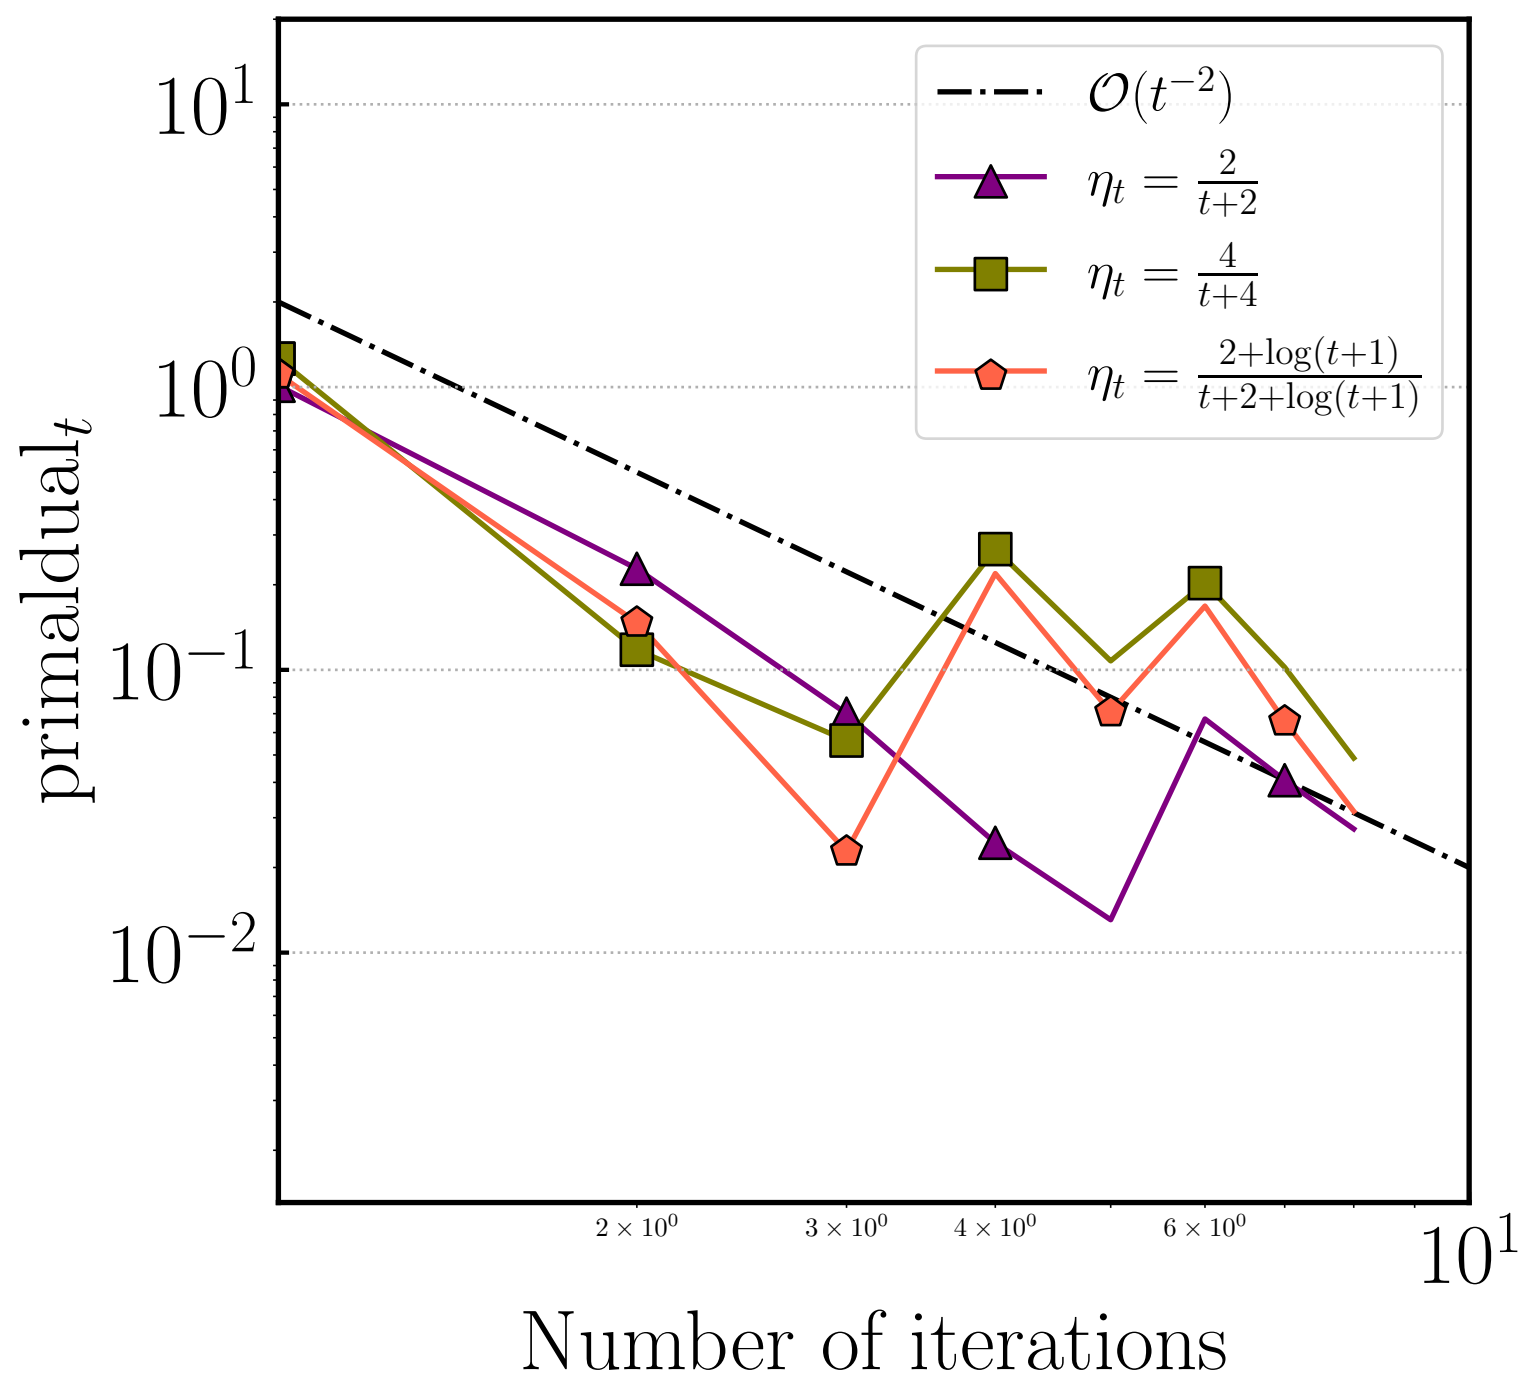 10¹
10⁰
10⁻¹
10⁻²
primaldualₜ
𝒪(t⁻²)
ηₜ = 2/(t+2)
ηₜ = 4/(t+4)
ηₜ = (2+log(t+1))/(t+2+log(t+1))
2 × 10⁰
3 × 10⁰
4 × 10⁰
6 × 10⁰
10¹
Number of iterations